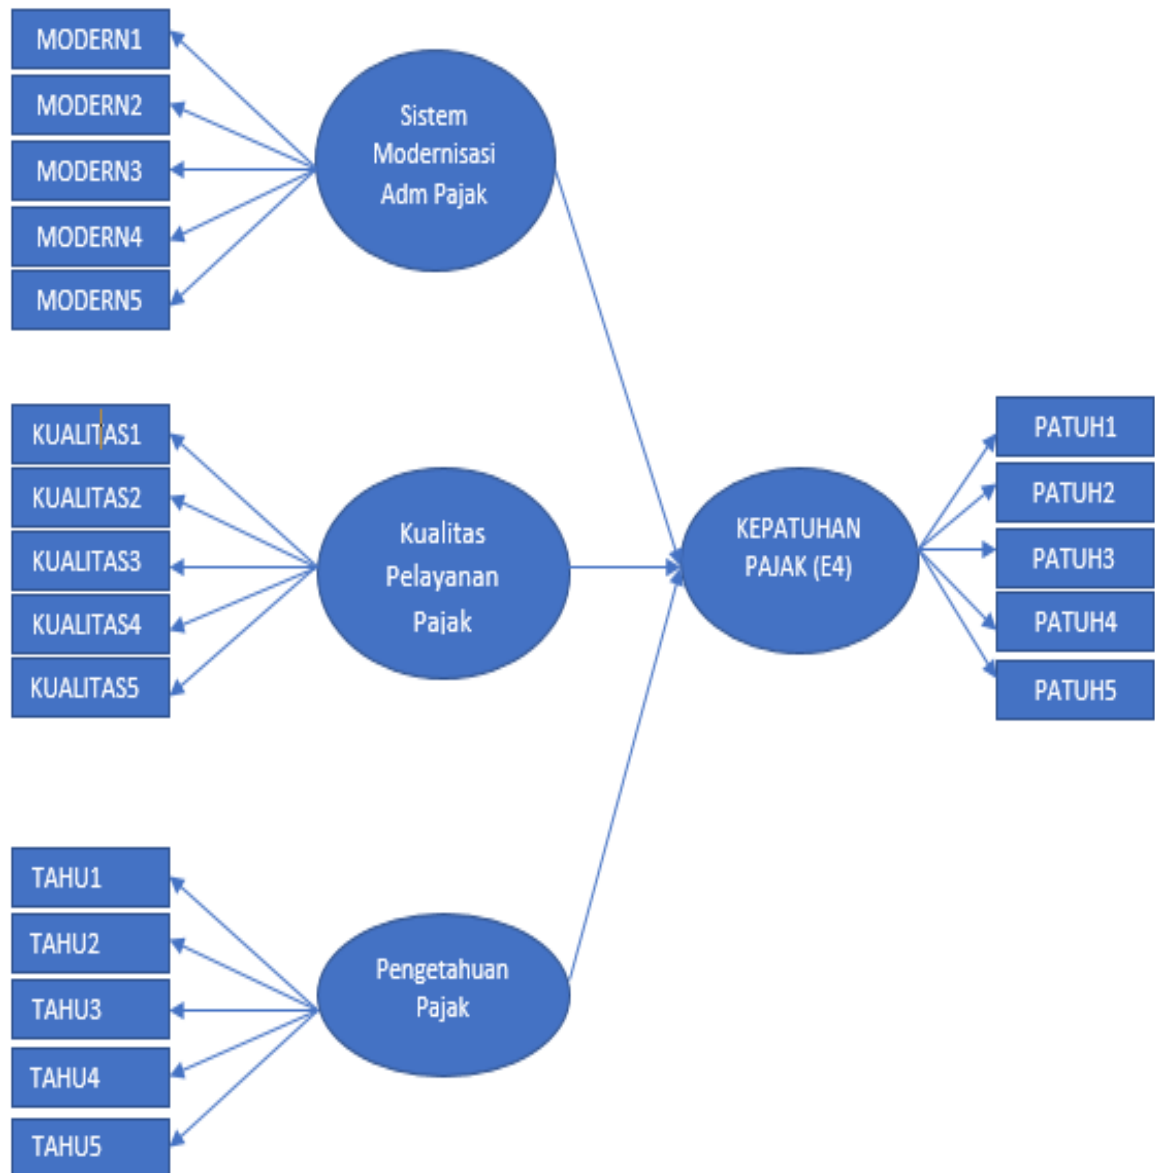 MODERN1
MODERN2
MODERN3
MODERN4
MODERN5
Sistem
Modernisasi
Adm Pajak
KUALITAS1
KUALITAS2
KUALITAS3
KUALITAS4
KUALITAS5
Kualitas
Pelayanan
Pajak
KEPATUHAN
PAJAK (E4)
PATUH1
PATUH2
PATUH3
PATUH4
PATUH5
TAHU1
TAHU2
TAHU3
TAHU4
TAHU5
Pengetahuan
Pajak